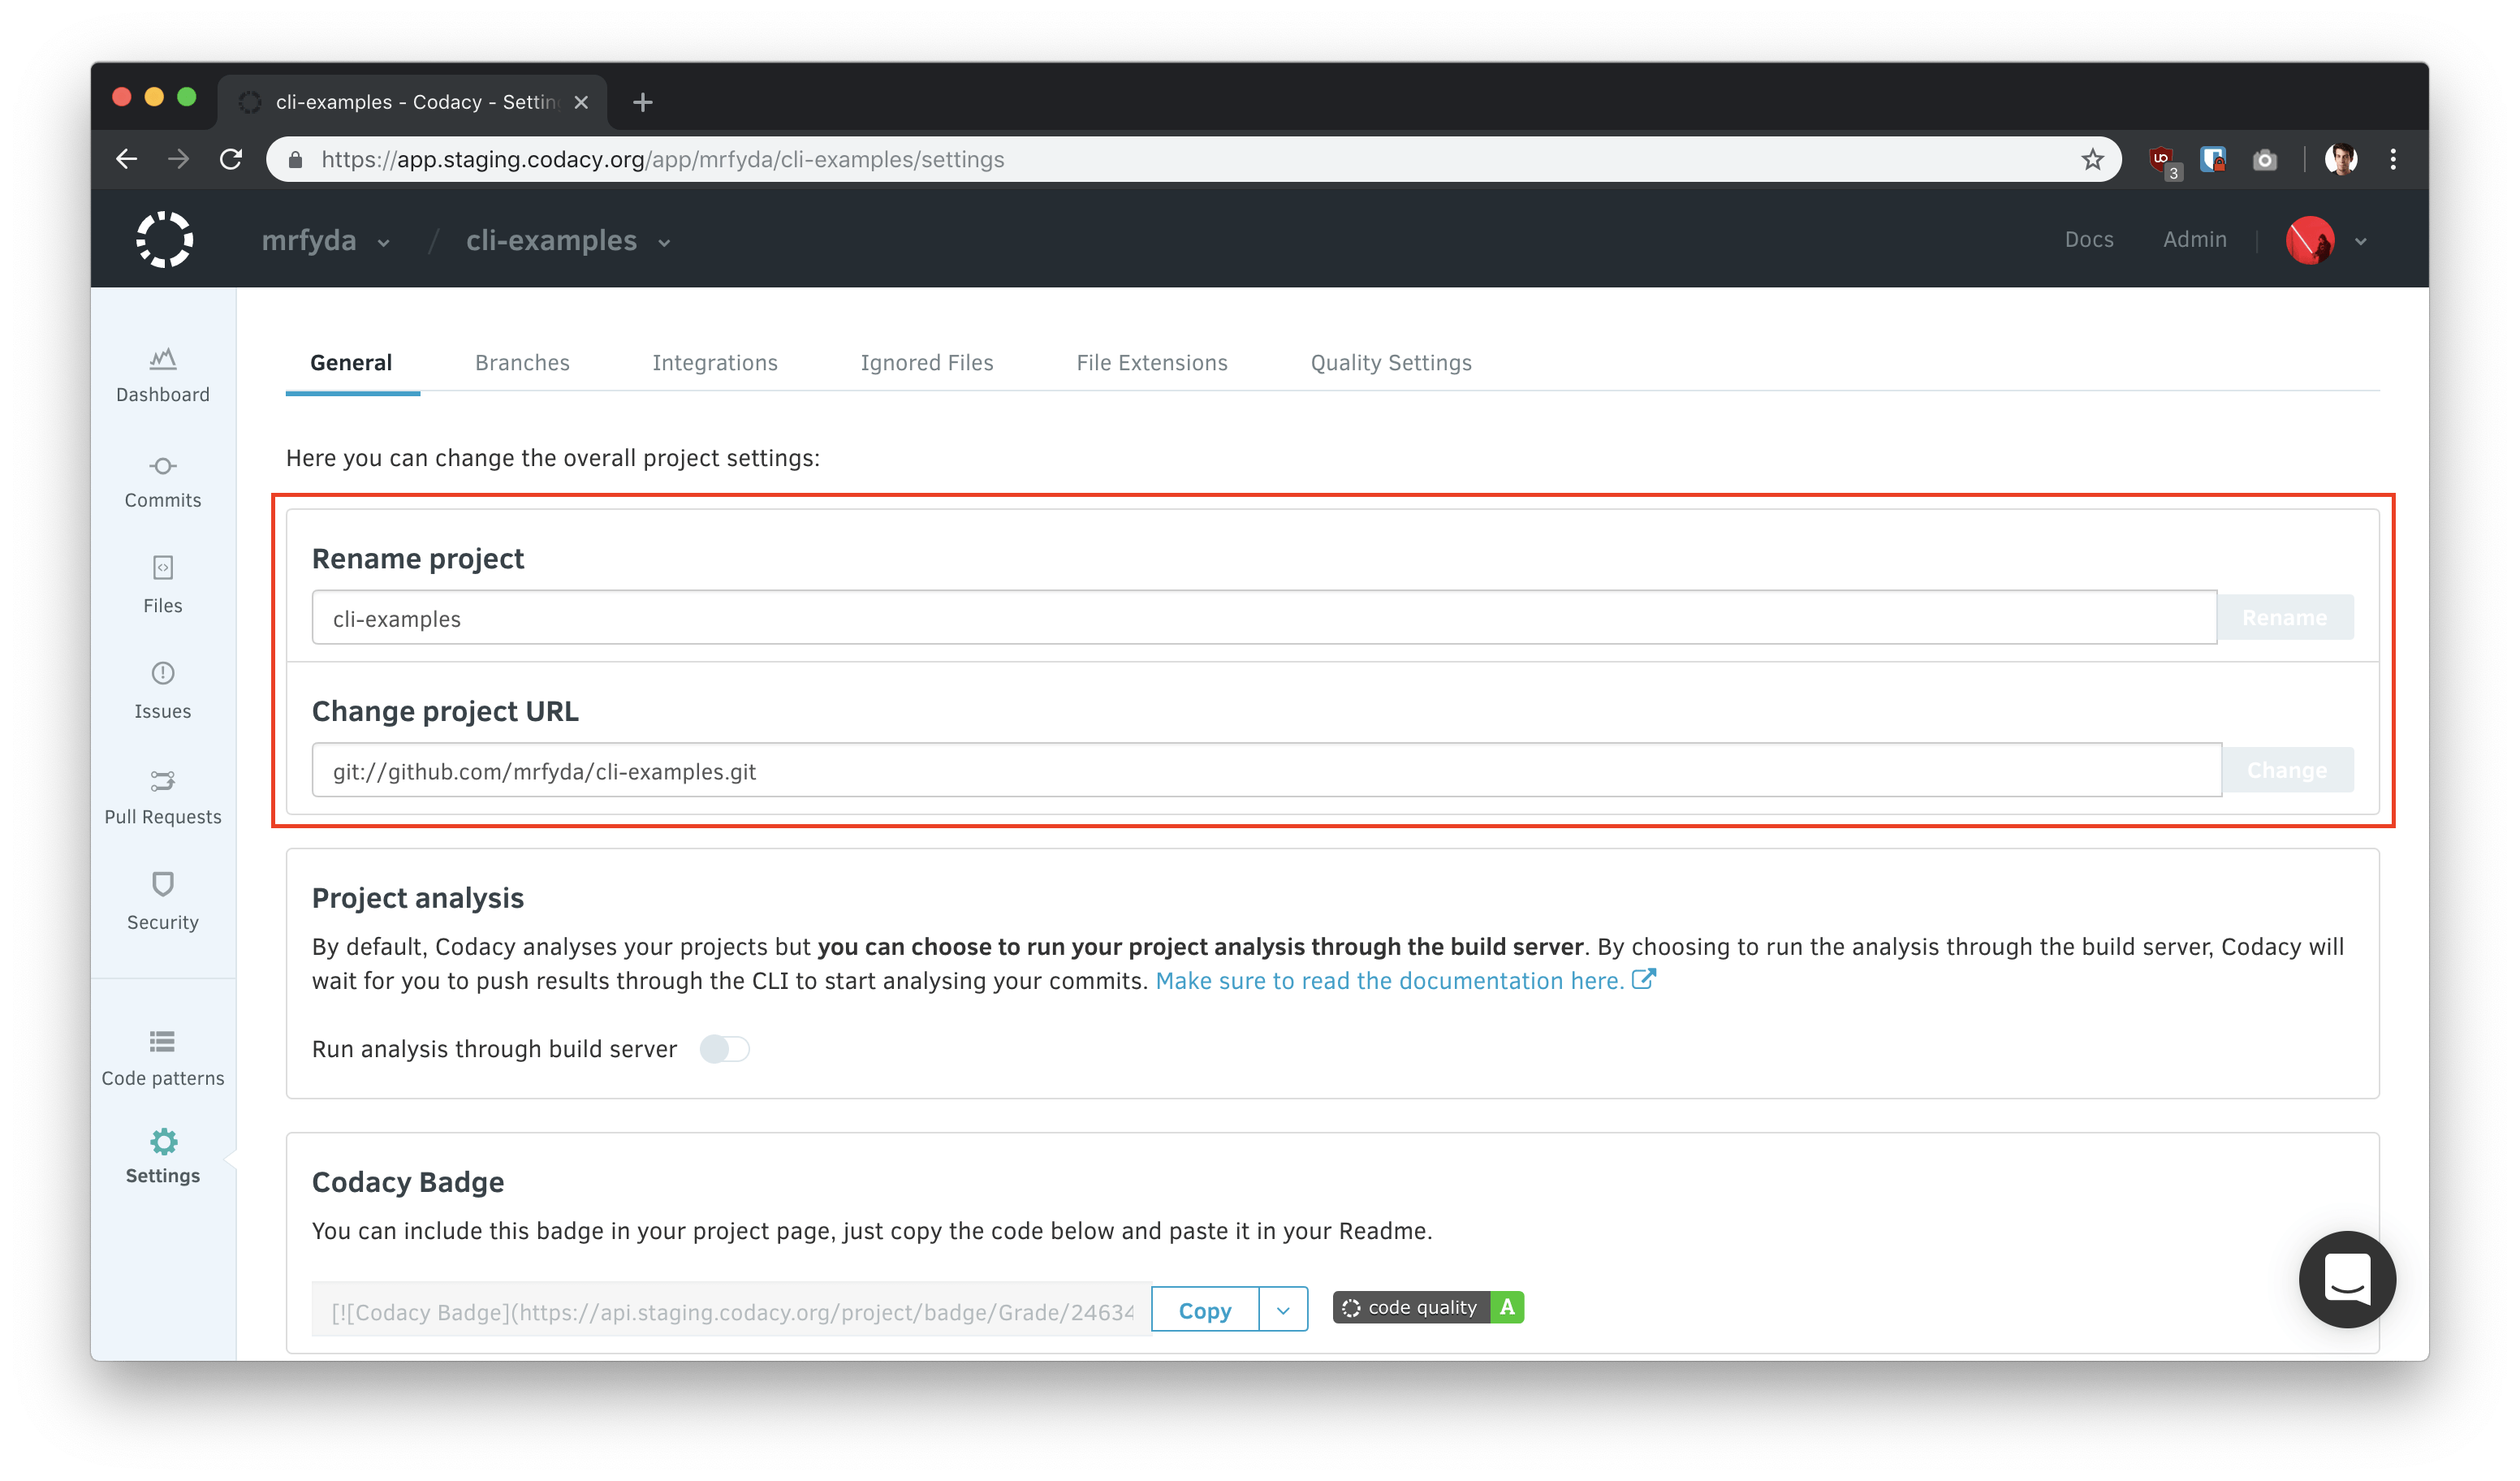 cli-examples - Codacy - Settin
https://app.staging.codacy.org/app/mrfyda/cli-examples/settings
3
mrfyda / cli-examples
Docs
Admin
Dashboard
Commits
Files
Issues
Pull Requests
Security
Code patterns
Settings
General
Branches
Integrations
Ignored Files
File Extensions
Quality Settings
Here you can change the overall project settings:
Rename project
cli-examples
Rename
Change project URL
git://github.com/mrfyda/cli-examples.git
Change
Project analysis
By default, Codacy analyses your projects but you can choose to run your project analysis through the build server. By choosing to run the analysis through the build server, Codacy will
wait for you to push results through the CLI to start analysing your commits. Make sure to read the documentation here.
Run analysis through build server
Codacy Badge
You can include this badge in your project page, just copy the code below and paste it in your Readme.
[![Codacy Badge](https://api.staging.codacy.org/project/badge/Grade/24634
Copy
code quality A